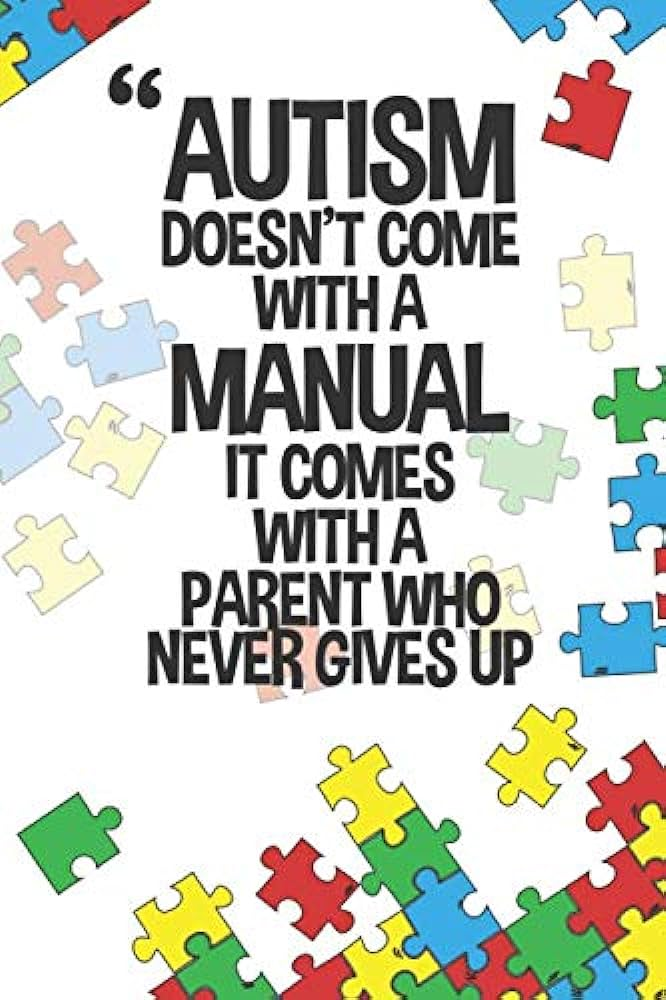 “AUTISM
DOESN'T COME
WITH A
MANUAL
IT COMES
WITH A
PARENT WHO
NEVER GIVES UP